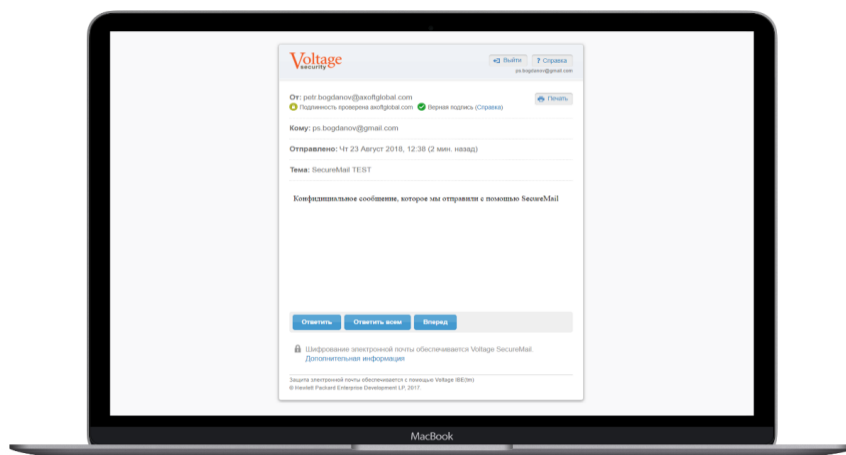 Voltage
security
Выйти
? Справка
ps.bogdanov@gmail.com
От: petr.bogdanov@axoftglobal.com
Подлинность проверена axoftglobal.com Верная подпись (Справка)
Печать
Кому: ps.bogdanov@gmail.com
Отправлено: Чт 23 Август 2018, 12:38 (2 мин. назад)
Тема: SecureMail TEST
Конфидициальное сообщение, которое мы отправили с помощью SecureMail
Ответить
Ответить всем
Вперед
Шифрование электронной почты обеспечивается Voltage SecureMail.
Дополнительная информация
Защита электронной почты обеспечивается с помощью Voltage IBE(tm)
© Hewlett Packard Enterprise Development LP, 2017.
MacBook